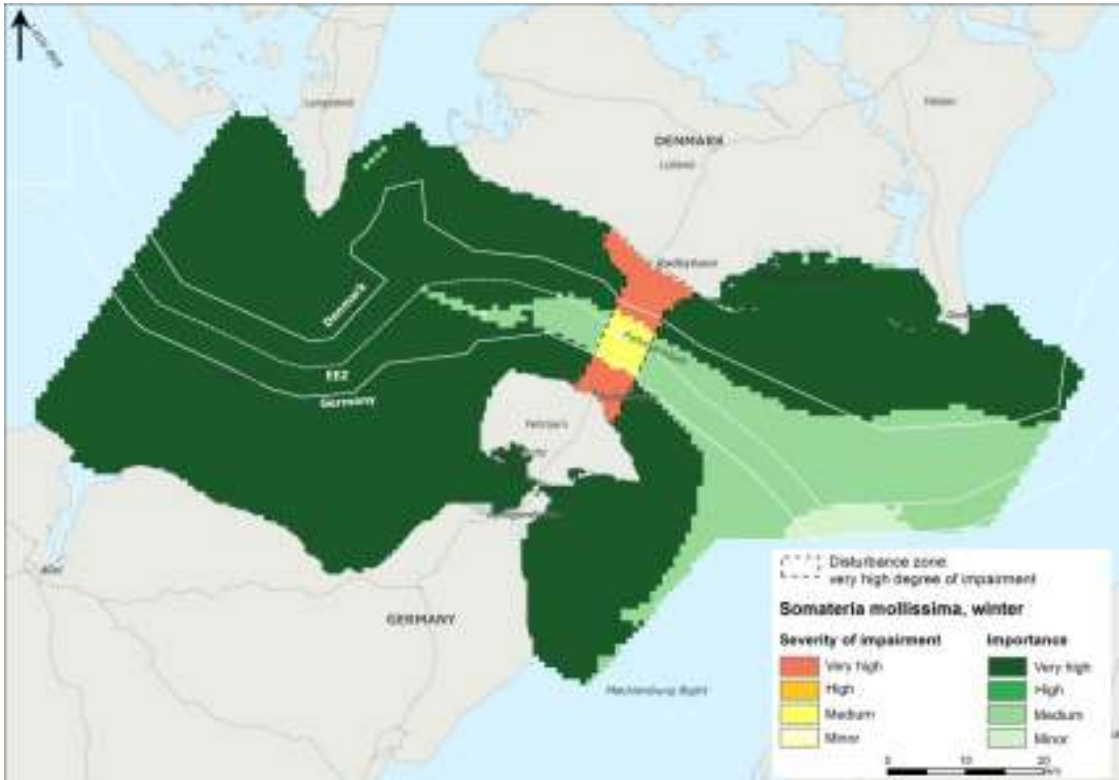 DENMARK
Denmark
EEZ
Germany
GERMANY
Kiel
Mecklenburg Bight
Disturbance zone:
very high degree of impairment
Somateria mollissima, winter
Severity of impairment
Importance
Very high
Very high
High
High
Medium
Medium
Minor
Minor
0
10
20